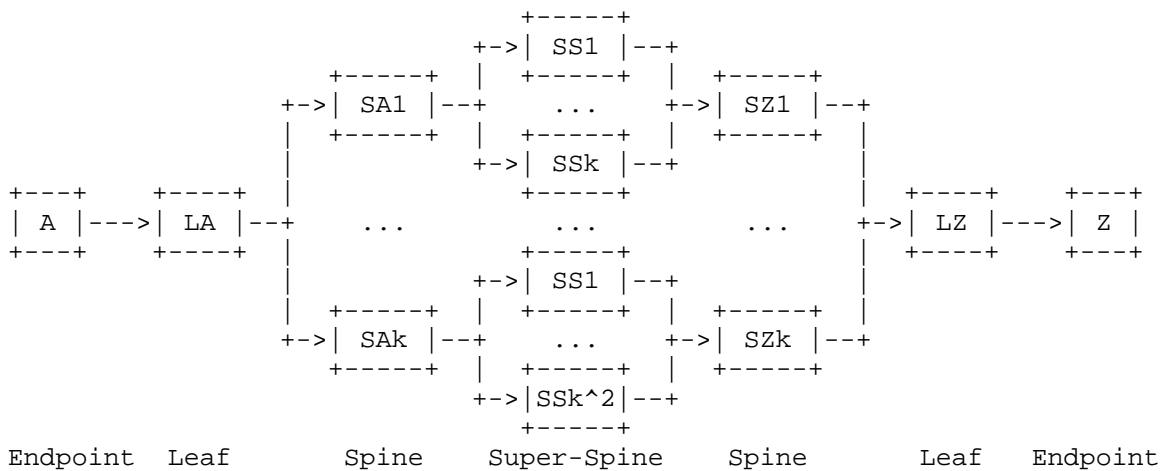 SS1
SA1 ... SZ1
SSk
A LA LZ Z
... ... ...
SS1
SAk ... SZk
SSk^2
Endpoint Leaf Spine Super-Spine Spine Leaf Endpoint